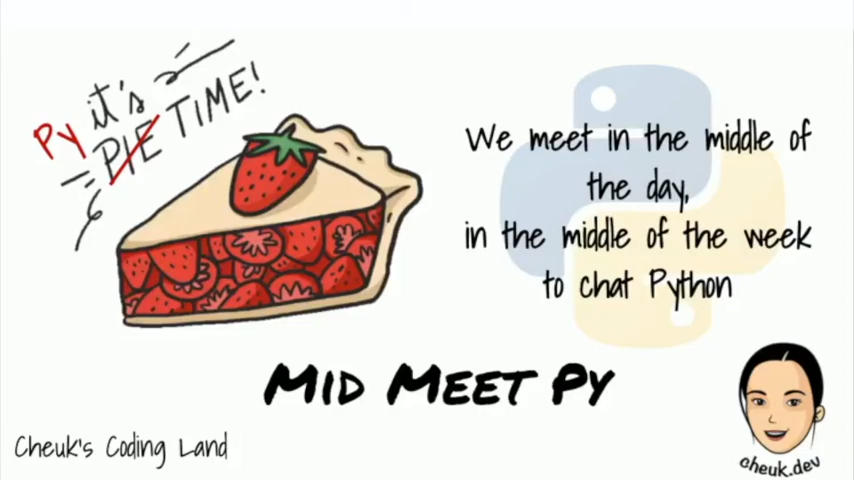 it's
Py PIE TIME!
We meet in the middle of
the day,
in the middle of the week
to chat Python
Mid Meet Py
Cheuk's Coding Land
cheuk.dev